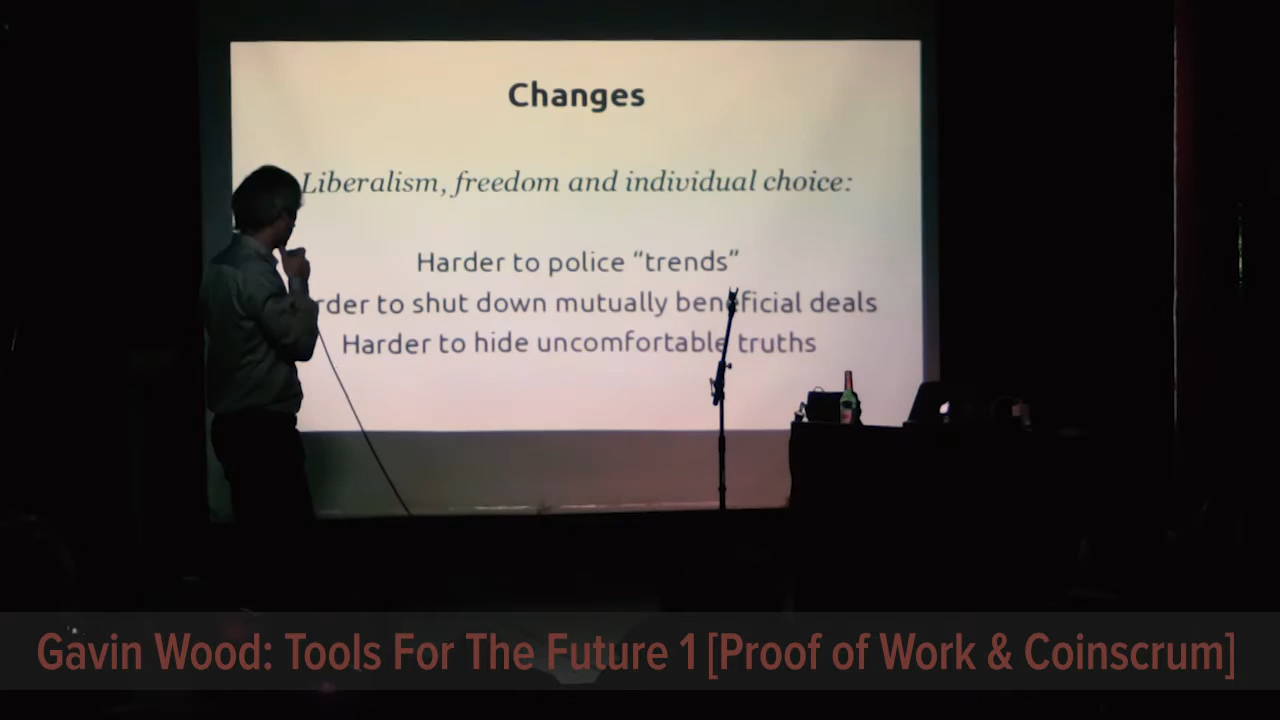 Changes
Liberalism, freedom and individual choice:
Harder to police “trends”
rder to shut down mutually beneficial deals
Harder to hide uncomfortable truths
Gavin Wood: Tools For The Future 1 [Proof of Work & Coinscrum]